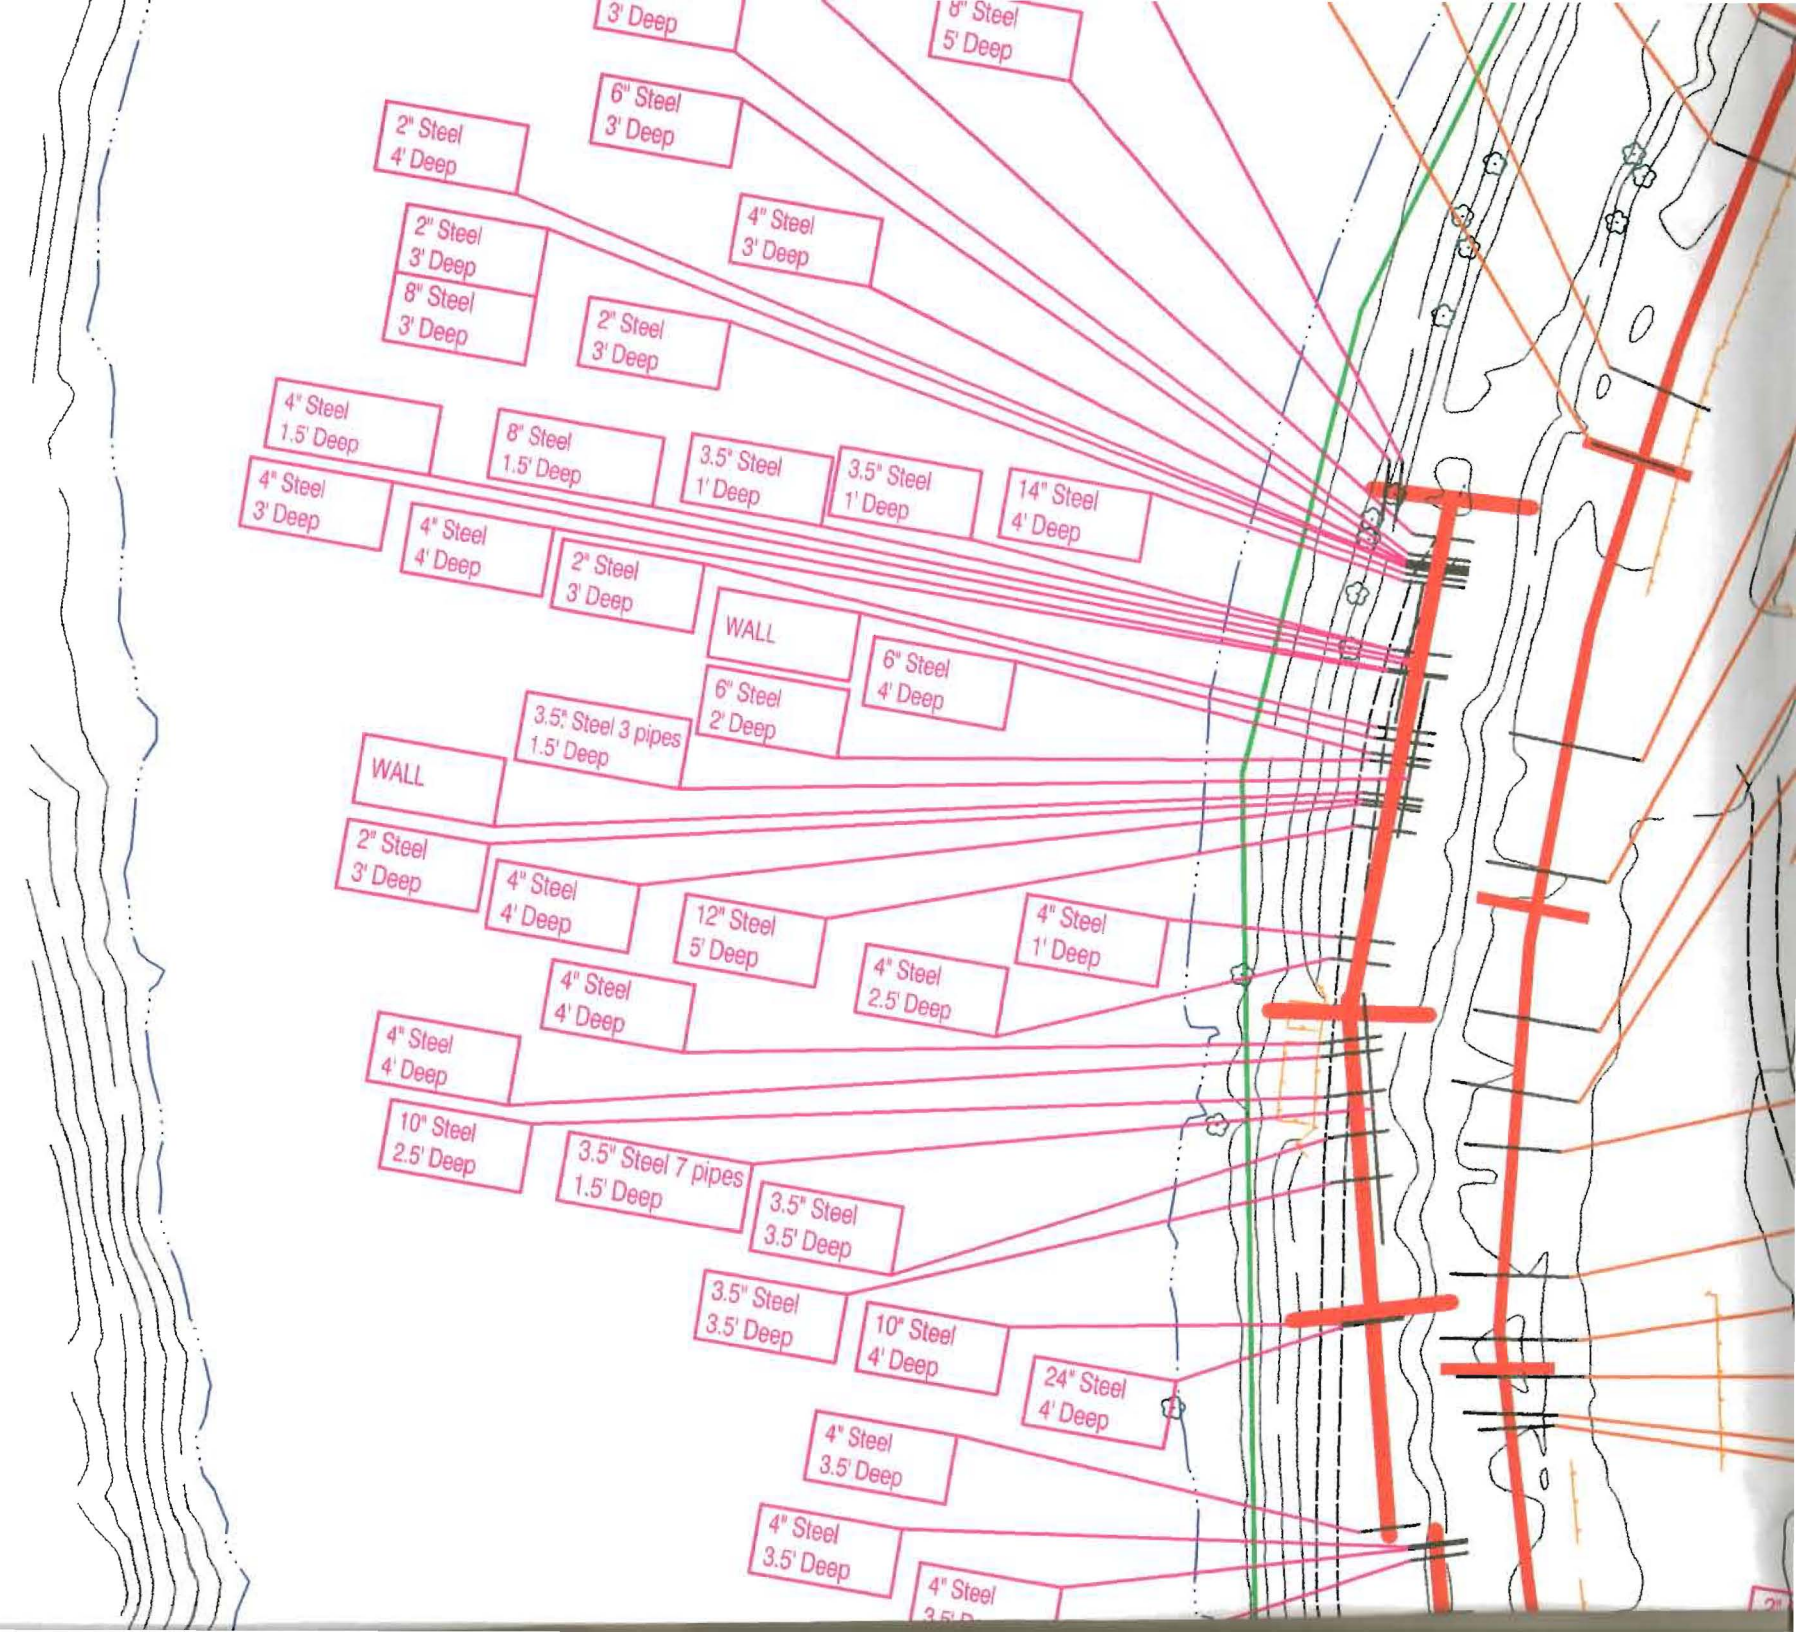 3' Deep
8" Steel
5' Deep
6" Steel
3' Deep
2" Steel
4' Deep
4" Steel
3' Deep
2" Steel
3' Deep
8" Steel
3' Deep
2" Steel
3' Deep
4" Steel
1.5' Deep
8" Steel
1.5' Deep
3.5" Steel
1' Deep
3.5" Steel
1' Deep
14" Steel
4' Deep
4" Steel
3' Deep
4" Steel
4' Deep
2" Steel
3' Deep
WALL
6" Steel
4' Deep
6" Steel
2' Deep
3.5" Steel 3 pipes
1.5' Deep
WALL
2" Steel
3' Deep
4" Steel
4' Deep
12" Steel
5' Deep
4" Steel
1' Deep
4" Steel
2.5' Deep
4" Steel
4' Deep
4" Steel
4' Deep
10" Steel
2.5' Deep
3.5" Steel 7 pipes
1.5' Deep
3.5" Steel
3.5' Deep
3.5" Steel
3.5' Deep
10" Steel
4' Deep
24" Steel
4' Deep
4" Steel
3.5' Deep
4" Steel
3.5' Deep
4" Steel
3.5' D
2"